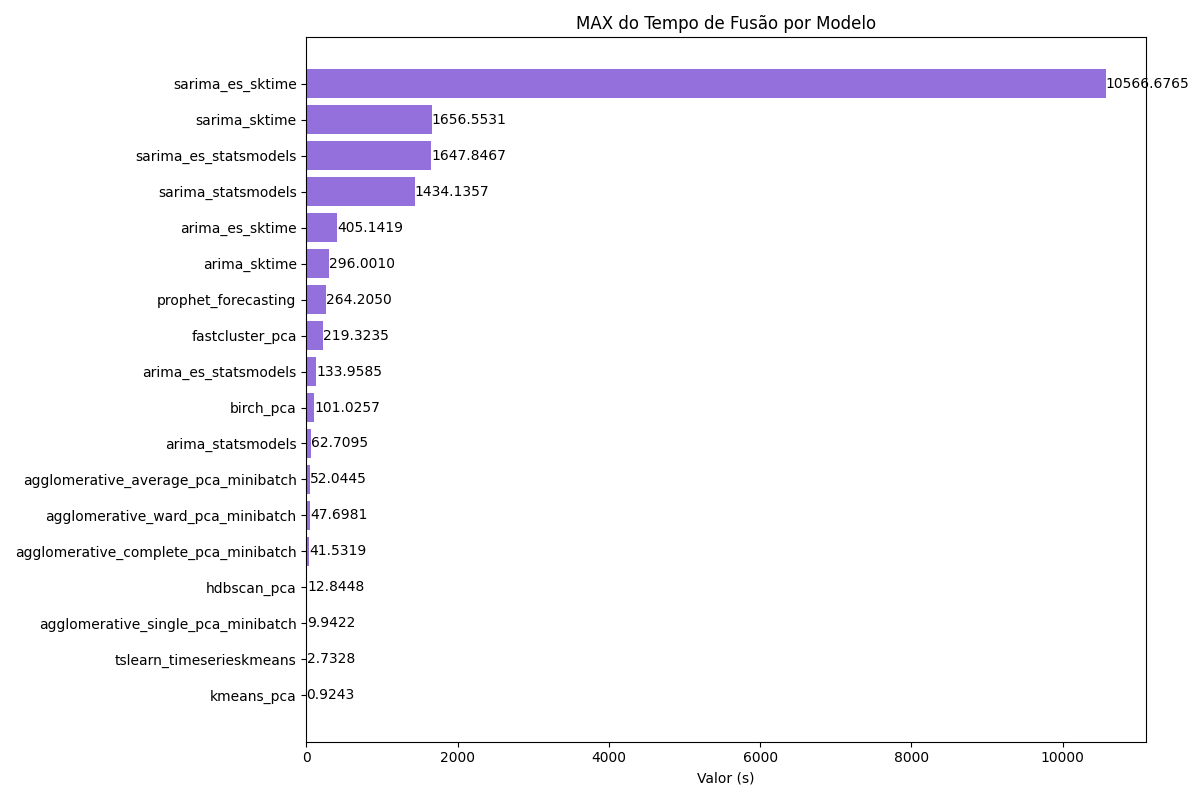 MAX do Tempo de Fusão por Modelo
sarima_es_sktime 10566.6765
sarima_sktime 1656.5531
sarima_es_statsmodels 1647.8467
sarima_statsmodels 1434.1357
arima_es_sktime 405.1419
arima_sktime 296.0010
prophet_forecasting 264.2050
fastcluster_pca 219.3235
arima_es_statsmodels 133.9585
birch_pca 101.0257
arima_statsmodels 62.7095
agglomerative_average_pca_minibatch 52.0445
agglomerative_ward_pca_minibatch 47.6981
agglomerative_complete_pca_minibatch 41.5319
hdbscan_pca 12.8448
agglomerative_single_pca_minibatch 9.9422
tslearn_timeserieskmeans 2.7328
kmeans_pca 0.9243
0 2000 4000 6000 8000 10000
Valor (s)